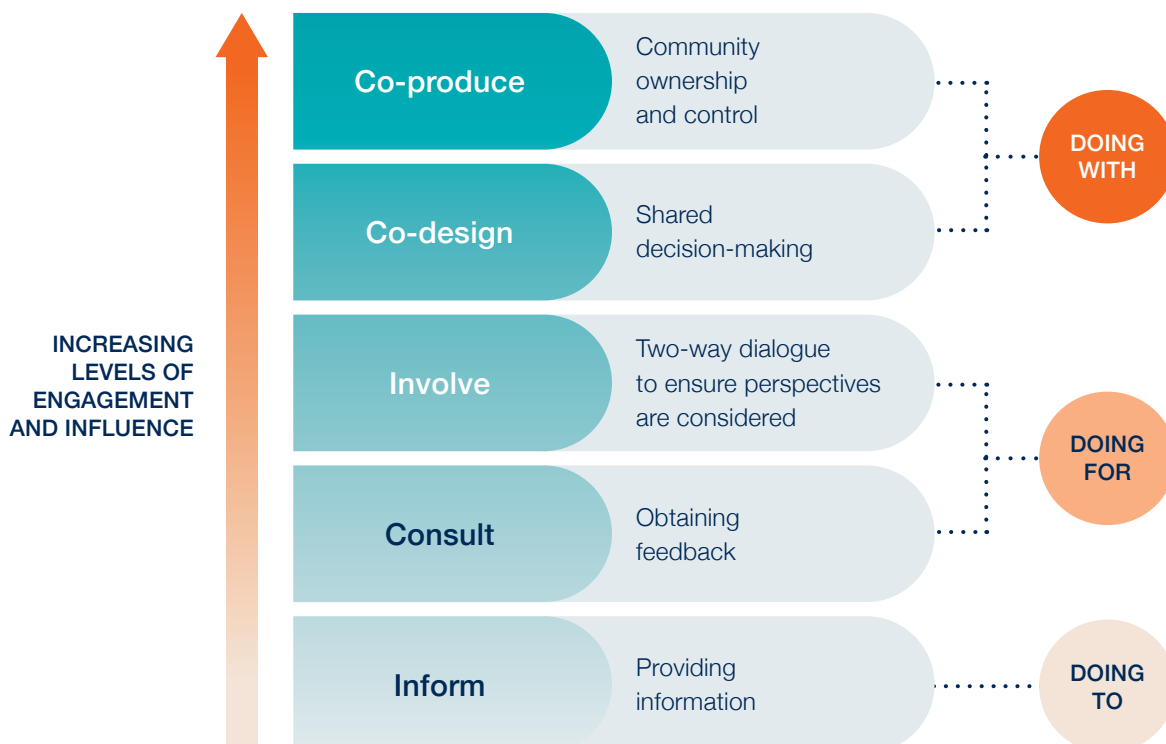 Co-produce
Community
ownership
and control
DOING
WITH
Co-design
Shared
decision-making
INCREASING
LEVELS OF
ENGAGEMENT
AND INFLUENCE
Involve
Two-way dialogue
to ensure perspectives
are considered
DOING
FOR
Consult
Obtaining
feedback
Inform
Providing
information
DOING
TO